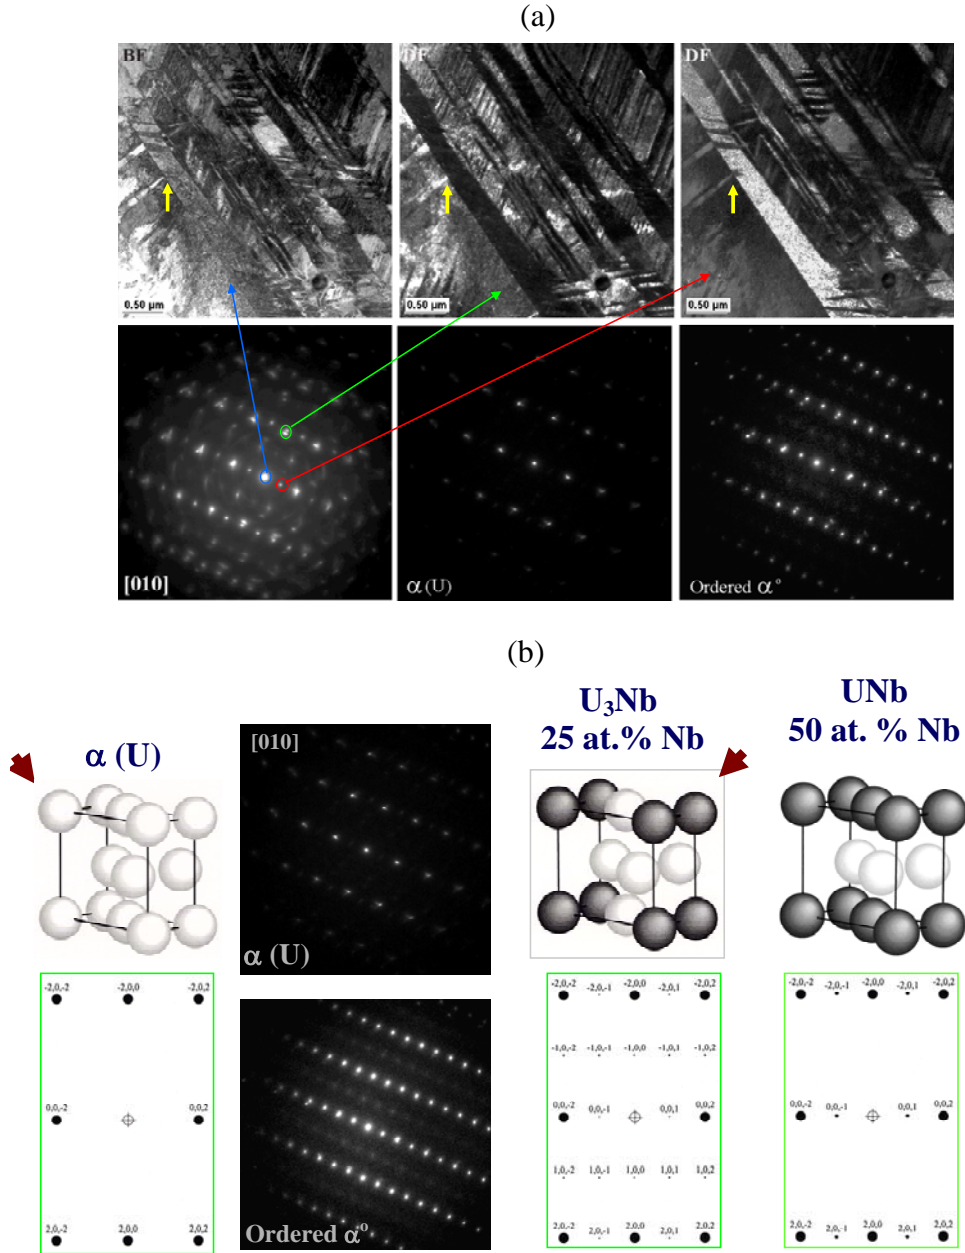 (a)
BF
DF
DF
0.50 μm
0.50 μm
0.50 μm
[010]
α (U)
Ordered α°
(b)
α (U)
[010]
U₃Nb
25 at.% Nb
UNb
50 at. % Nb
α (U)
Ordered α°
-2,0,-2 -2,0,0 -2,0,2
0,0,-2 0,0,2
2,0,-2 2,0,0 2,0,2
-2,0,-2 -2,0,-1 -2,0,0 -2,0,1 -2,0,2
-1,0,-2 -1,0,-1 -1,0,0 -1,0,1 -1,0,2
0,0,-2 0,0,-1 0,0,1 0,0,2
1,0,-2 1,0,-1 1,0,0 1,0,1 1,0,2
2,0,-2 2,0,-1 2,0,0 2,0,1 2,0,2
-2,0,-2 -2,0,-1 -2,0,0 -2,0,1 -2,0,2
0,0,-2 0,0,-1 0,0,1 0,0,2
2,0,-2 2,0,-1 2,0,0 2,0,1 2,0,2